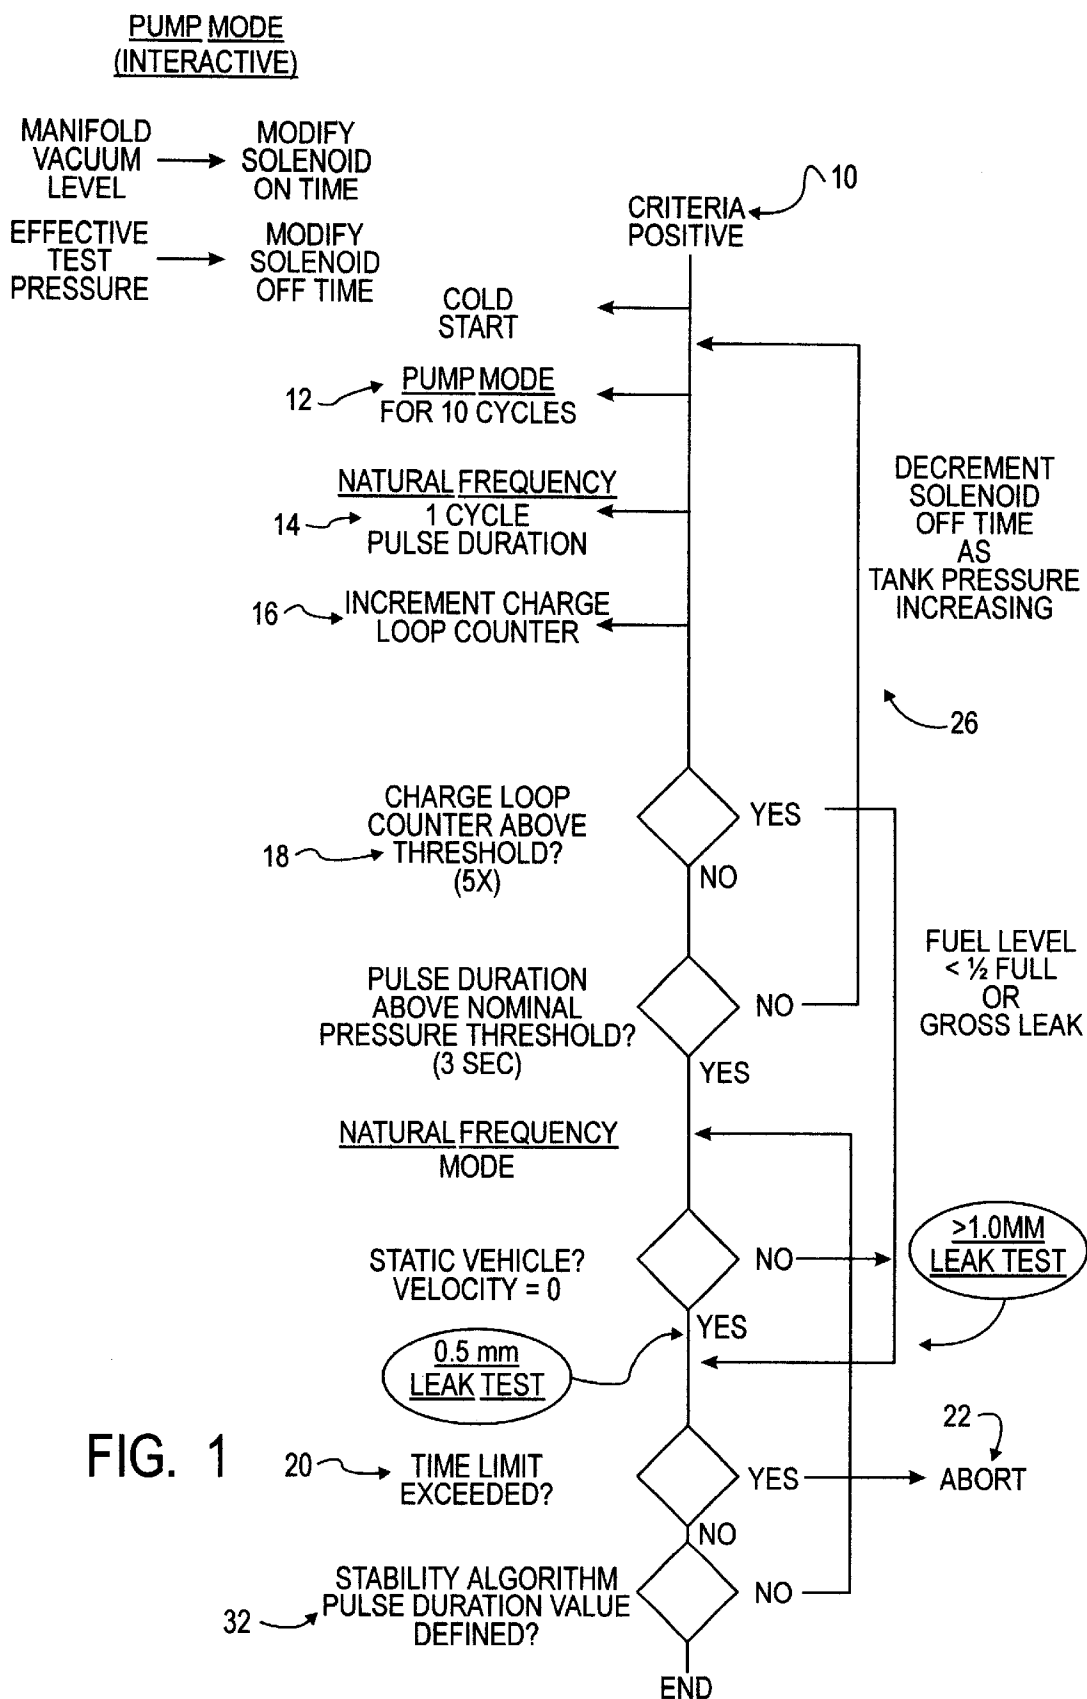 PUMP MODE
(INTERACTIVE)
MANIFOLD
VACUUM
LEVEL
MODIFY
SOLENOID
ON TIME
EFFECTIVE
TEST
PRESSURE
MODIFY
SOLENOID
OFF TIME
10
CRITERIA
POSITIVE
COLD
START
12
PUMP MODE
FOR 10 CYCLES
NATURAL FREQUENCY
14
1 CYCLE
PULSE DURATION
16
INCREMENT CHARGE
LOOP COUNTER
DECREMENT
SOLENOID
OFF TIME
AS
TANK PRESSURE
INCREASING
26
CHARGE LOOP
COUNTER ABOVE
THRESHOLD?
(5X)
18
YES
NO
FUEL LEVEL
< ½ FULL
OR
GROSS LEAK
PULSE DURATION
ABOVE NOMINAL
PRESSURE THRESHOLD?
(3 SEC)
NO
YES
NATURAL FREQUENCY
MODE
STATIC VEHICLE?
VELOCITY = 0
NO
YES
>1.0MM
LEAK TEST
0.5 mm
LEAK TEST
FIG. 1
20
TIME LIMIT
EXCEEDED?
YES
NO
22
ABORT
STABILITY ALGORITHM
PULSE DURATION VALUE
DEFINED?
32
NO
END